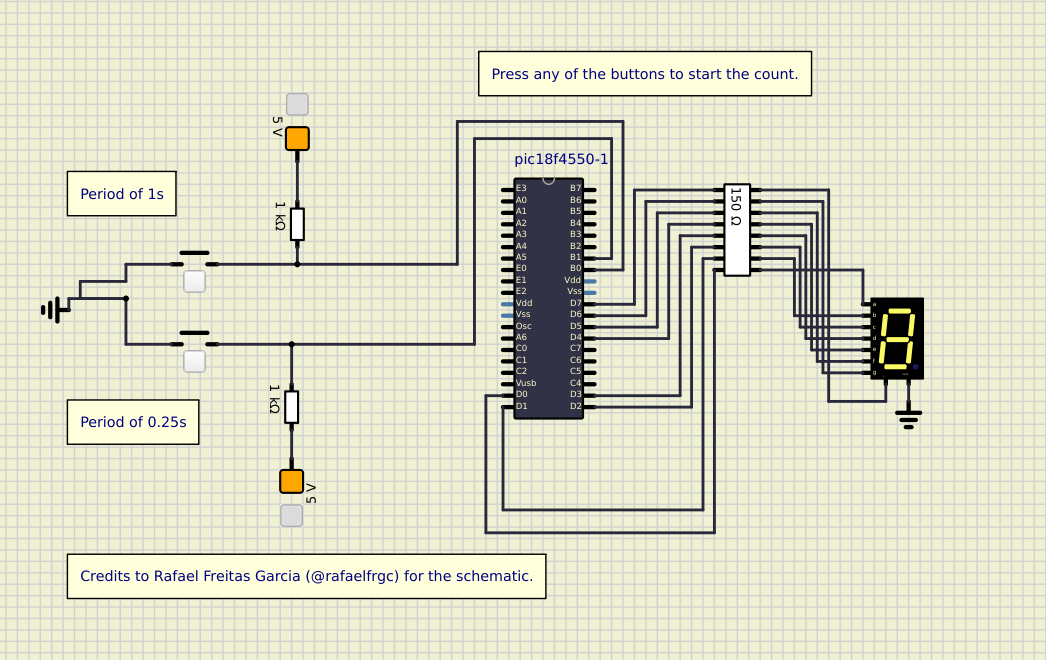 Press any of the buttons to start the count.
5 V
pic18f4550-1
Period of 1s
1 kΩ
150 Ω
E3 B7
A0 B6
A1 B5
A2 B4
A3 B3
A4 B2
A5 B1
E0 B0
E1 Vdd
E2 Vss
Vdd D7
Vss D6
Osc D5
A6 D4
C0 C7
C1 C6
C2 C5
Vusb C4
D0 D3
D1 D2
a
b
c
d
e
f
g
1 kΩ
Period of 0.25s
5 V
Credits to Rafael Freitas Garcia (@rafaelfrgc) for the schematic.